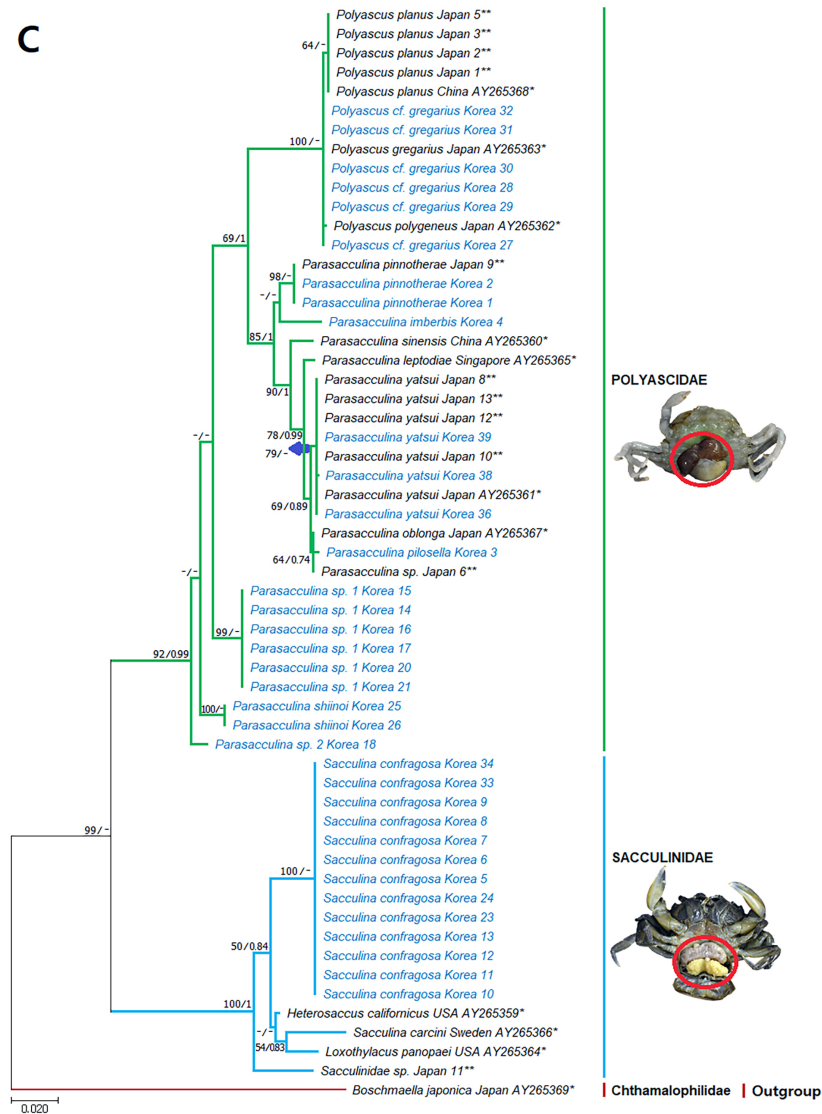 C
Polyascus planus Japan 5**
Polyascus planus Japan 3**
64/-
Polyascus planus Japan 2**
Polyascus planus Japan 1**
Polyascus planus China AY265368*
Polyascus cf. gregarius Korea 32
Polyascus cf. gregarius Korea 31
100/-
Polyascus gregarius Japan AY265363*
Polyascus cf. gregarius Korea 30
Polyascus cf. gregarius Korea 28
Polyascus cf. gregarius Korea 29
Polyascus polygeneus Japan AY265362*
69/1
Polyascus cf. gregarius Korea 27
Parasacculina pinnotherae Japan 9**
98/-
Parasacculina pinnotherae Korea 2
-/-
Parasacculina pinnotherae Korea 1
Parasacculina imberbis Korea 4
85/1
Parasacculina sinensis China AY265360*
Parasacculina leptodiae Singapore AY265365*
Parasacculina yatsui Japan 8**
POLYASCIDAE
90/1
Parasacculina yatsui Japan 13**
Parasacculina yatsui Japan 12**
-/-
78/0.99
Parasacculina yatsui Korea 39
79/-
Parasacculina yatsui Japan 10**
Parasacculina yatsui Korea 38
Parasacculina yatsui Japan AY265361*
69/0.89
Parasacculina yatsui Korea 36
Parasacculina oblonga Japan AY265367*
Parasacculina pilosella Korea 3
64/0.74
Parasacculina sp. Japan 6**
-/-
Parasacculina sp. 1 Korea 15
Parasacculina sp. 1 Korea 14
99/-
Parasacculina sp. 1 Korea 16
Parasacculina sp. 1 Korea 17
92/0.99
Parasacculina sp. 1 Korea 20
Parasacculina sp. 1 Korea 21
100/-
Parasacculina shiinoi Korea 25
Parasacculina shiinoi Korea 26
Parasacculina sp. 2 Korea 18
Sacculina confragosa Korea 34
Sacculina confragosa Korea 33
Sacculina confragosa Korea 9
99/-
Sacculina confragosa Korea 8
Sacculina confragosa Korea 7
Sacculina confragosa Korea 6
SACCULINIDAE
100/-
Sacculina confragosa Korea 5
Sacculina confragosa Korea 24
Sacculina confragosa Korea 23
Sacculina confragosa Korea 13
50/0.84
Sacculina confragosa Korea 12
Sacculina confragosa Korea 11
Sacculina confragosa Korea 10
100/1
Heterosaccus californicus USA AY265359*
-/-
Sacculina carcini Sweden AY265366*
54/0.83
Loxothylacus panopaei USA AY265364*
Sacculinidae sp. Japan 11**
Boschmaella japonica Japan AY265369*
Chthamalophilidae
Outgroup
0.020